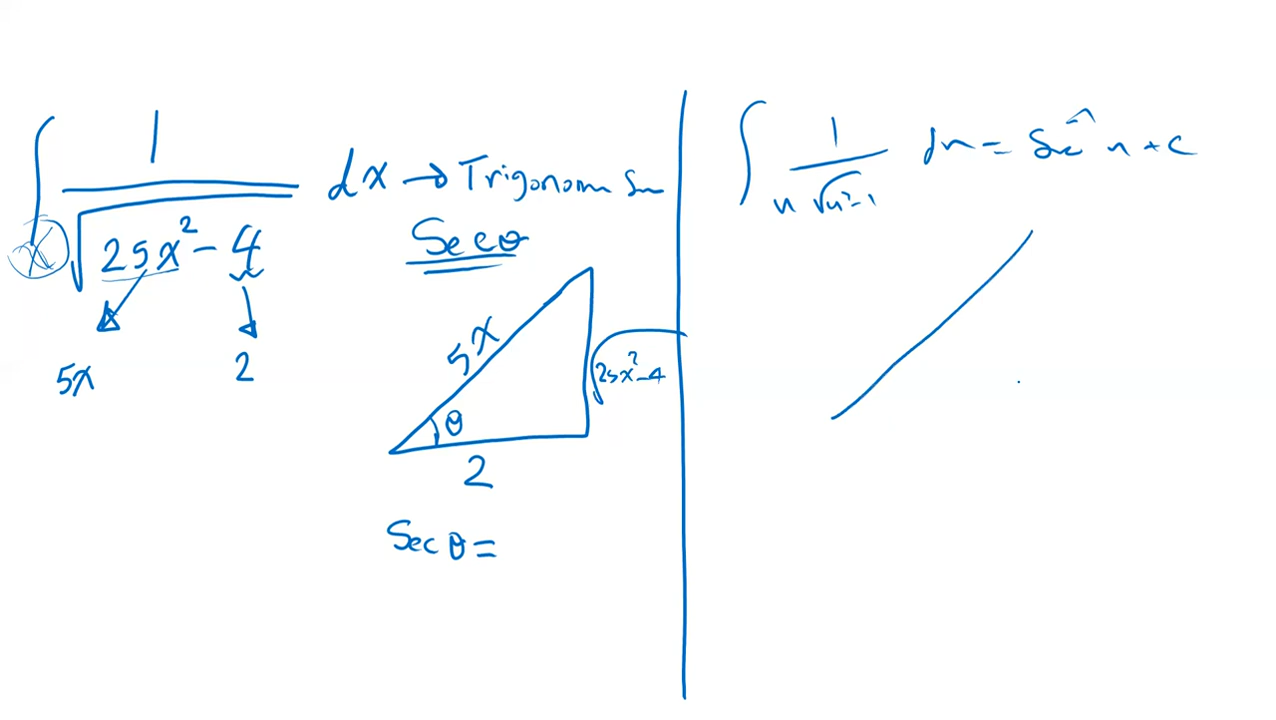 ∫ 1 / √(25x² - 4) dx → Trigonom Su
x
Sec θ
5x 2
5x
√(25x² - 4)
θ
2
Sec θ =
∫ 1 / (u √(u² - 1)) du = Sec⁻¹ u + c